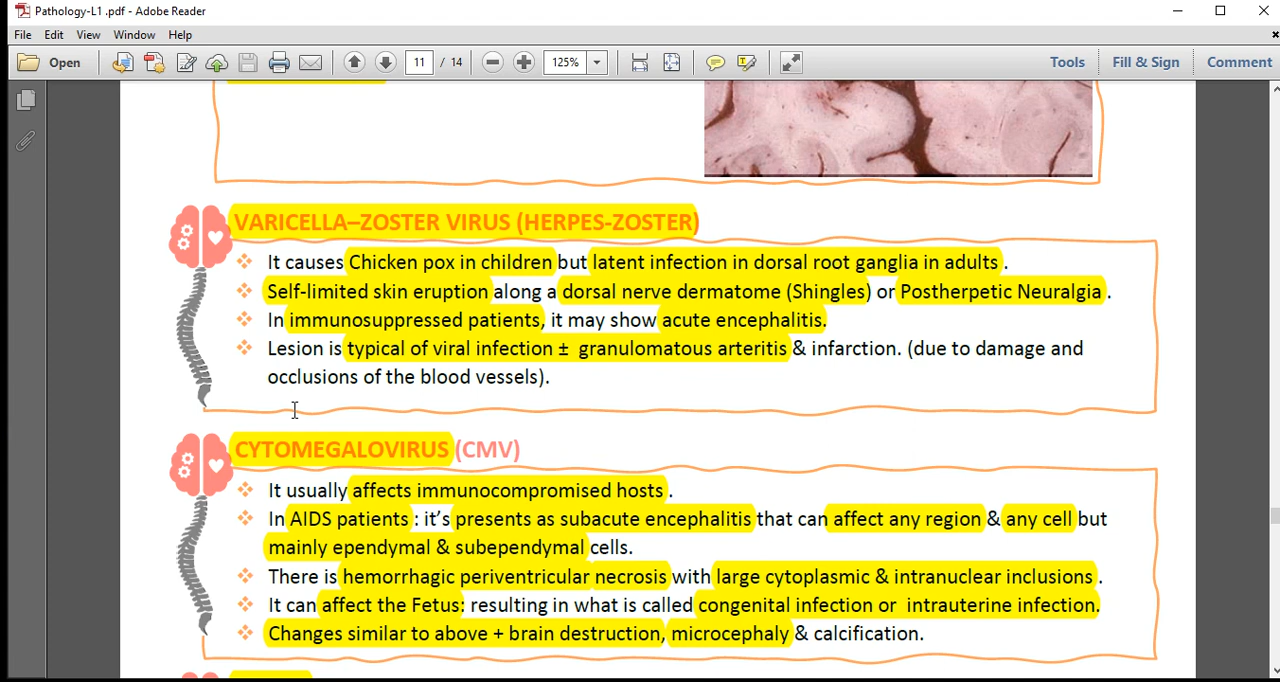 Pathology-L1 .pdf - Adobe Reader
File Edit View Window Help
Open 11 / 14 125% Tools Fill & Sign Comment
VARICELLA–ZOSTER VIRUS (HERPES-ZOSTER)
❖ It causes Chicken pox in children but latent infection in dorsal root ganglia in adults .
❖ Self-limited skin eruption along a dorsal nerve dermatome (Shingles) or Postherpetic Neuralgia .
❖ In immunosuppressed patients, it may show acute encephalitis.
❖ Lesion is typical of viral infection ± granulomatous arteritis & infarction. (due to damage and
occlusions of the blood vessels).
CYTOMEGALOVIRUS (CMV)
❖ It usually affects immunocompromised hosts .
❖ In AIDS patients : it’s presents as subacute encephalitis that can affect any region & any cell but
mainly ependymal & subependymal cells.
❖ There is hemorrhagic periventricular necrosis with large cytoplasmic & intranuclear inclusions .
❖ It can affect the Fetus: resulting in what is called congenital infection or intrauterine infection.
❖ Changes similar to above + brain destruction, microcephaly & calcification.